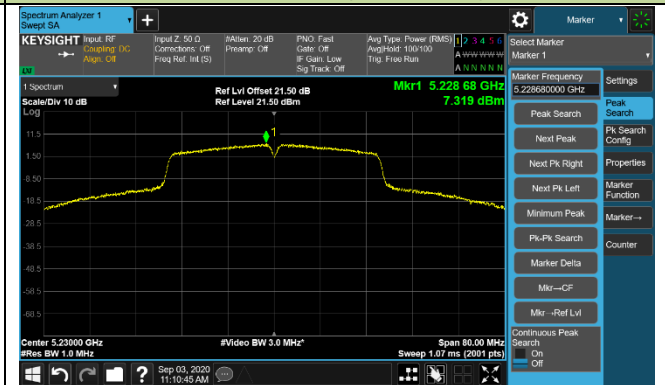 Spectrum Analyzer 1
Swept SA
Marker
KEYSIGHT
Input: RF
Coupling: DC
Align: Off
Input Z: 50 Ω
Corrections: Off
Freq Ref: Int (S)
#Atten: 20 dB
Preamp: Off
PNO: Fast
Gate: Off
IF Gain: Low
Sig Track: Off
Avg Type: Power (RMS)
Avg|Hold: 100/100
Trig: Free Run
1 2 3 4 5 6
A W W W W W
A N N N N N
LV
Select Marker
Marker 1
1 Spectrum
Scale/Div 10 dB
Log
Ref Lvl Offset 21.50 dB
Ref Level 21.50 dBm
Mkr1 5.228 68 GHz
7.319 dBm
Marker Frequency
5.228680000 GHz
Settings
Peak Search
Peak
Search
Next Peak
Pk Search
Config
Next Pk Right
Properties
Next Pk Left
Marker
Function
Minimum Peak
Marker→
Pk-Pk Search
Counter
Marker Delta
Mkr→CF
Mkr→Ref Lvl
Continuous Peak
Search
On
Off
11.5
1
1.50
-8.50
-18.5
-28.5
-38.5
-48.5
-58.5
-68.5
Center 5.23000 GHz
#Res BW 1.0 MHz
#Video BW 3.0 MHz*
Span 80.00 MHz
Sweep 1.07 ms (2001 pts)
?
Sep 03, 2020
11:10:45 AM